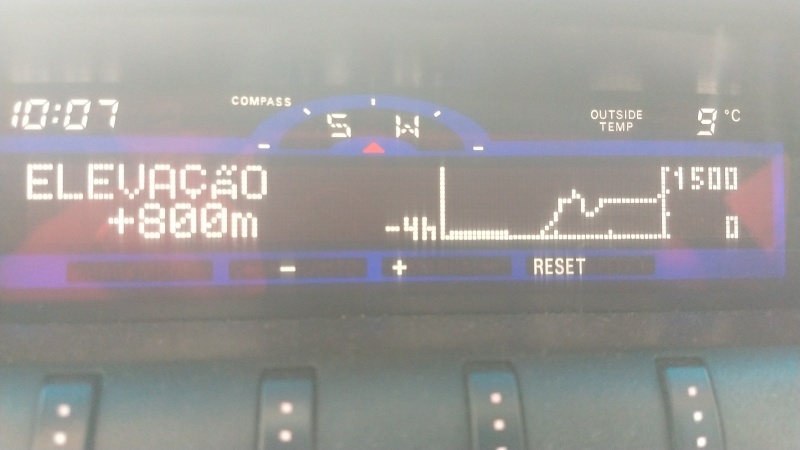 10:07
COMPASS
S W
OUTSIDE
TEMP
9 °C
ELEVAÇÃO
+800m
-4h
1500
0
- + RESET